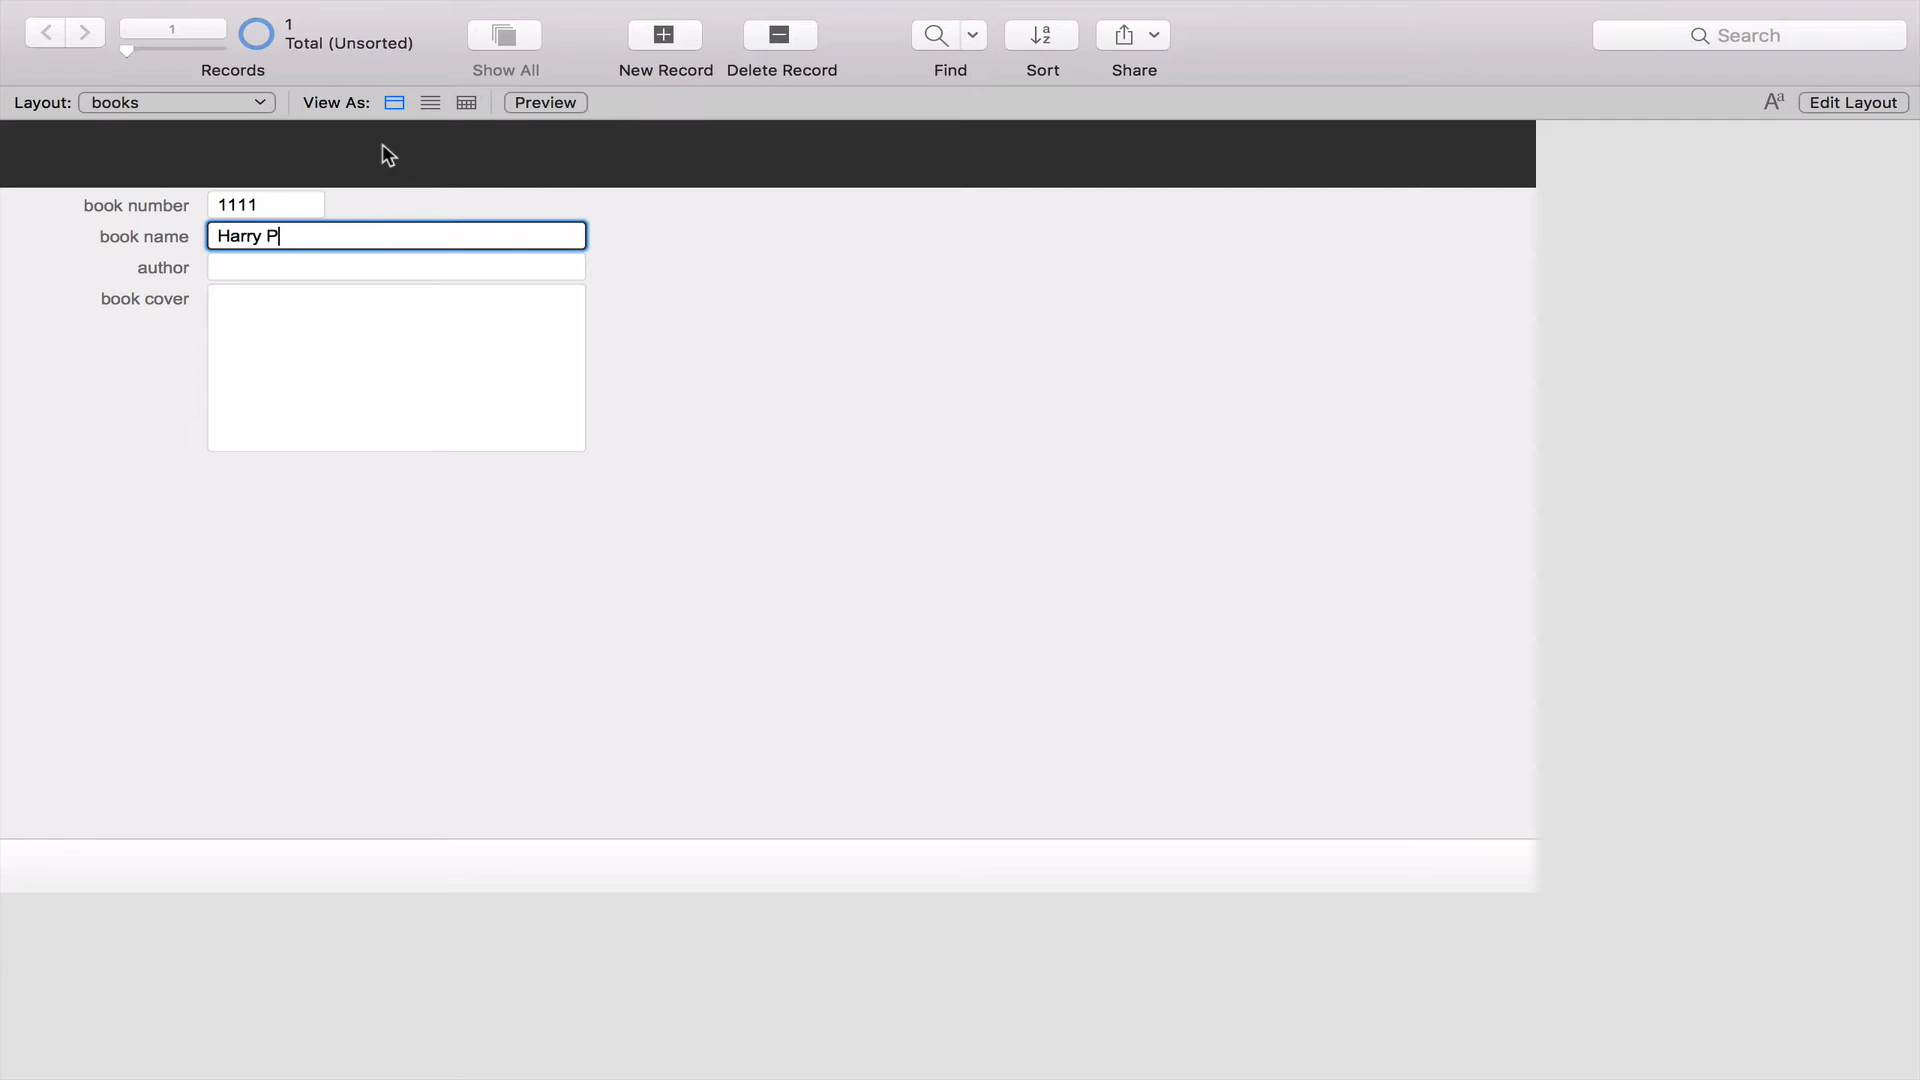 1
1
Total (Unsorted)
Records
Show All
New Record
Delete Record
Find
Sort
Share
Search
Layout: books
View As:
Preview
Aa
Edit Layout
book number 1111
book name Harry P
author
book cover